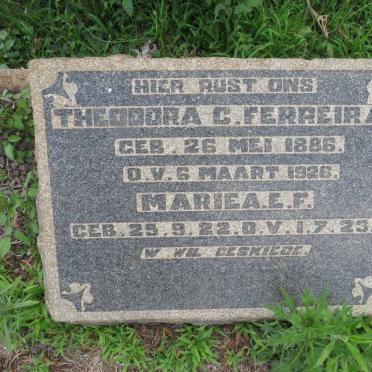 HIER RUST ONS
THEODORA C. FERREIRA
GEB. 26 MEI 1886.
O.V. 6 MAART 1926.
MARIE A.E.F.
GEB. 25.9.22. O.V. 1.7.23.
U WIL GESKIEDE.